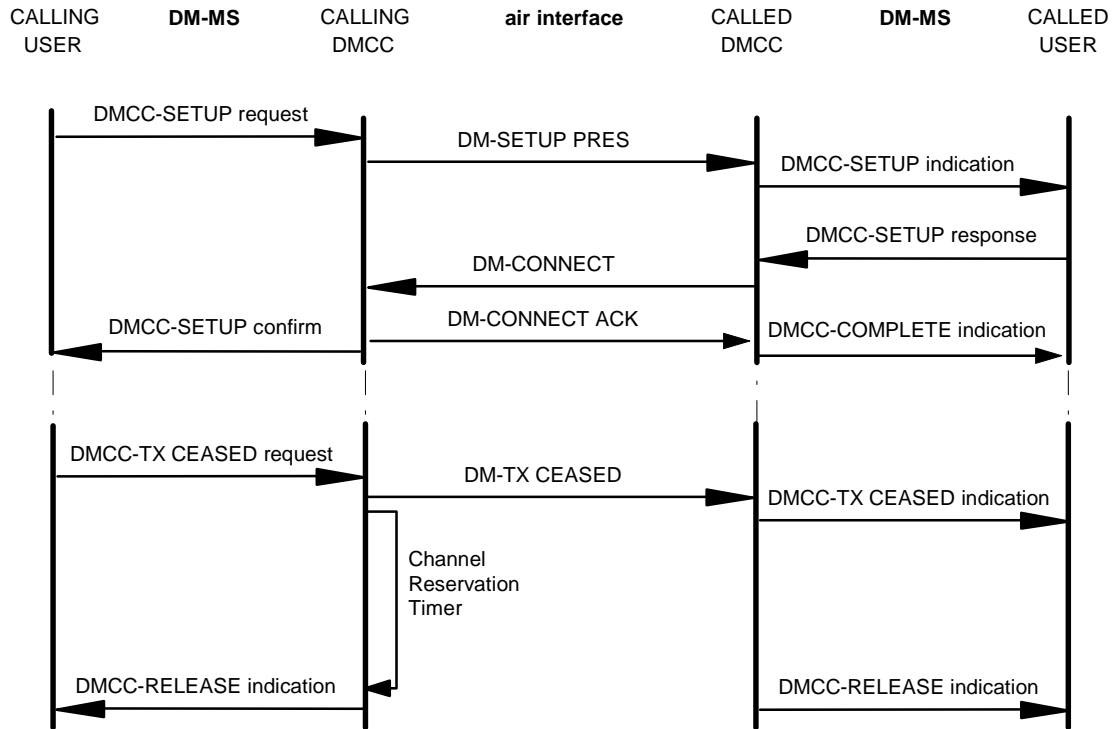 CALLING USER
DM-MS
CALLING DMCC
air interface
CALLED DMCC
DM-MS
CALLED USER
DMCC-SETUP request
DM-SETUP PRES
DMCC-SETUP indication
DMCC-SETUP response
DM-CONNECT
DMCC-SETUP confirm
DM-CONNECT ACK
DMCC-COMPLETE indication
DMCC-TX CEASED request
DM-TX CEASED
DMCC-TX CEASED indication
Channel
Reservation
Timer
DMCC-RELEASE indication
DMCC-RELEASE indication